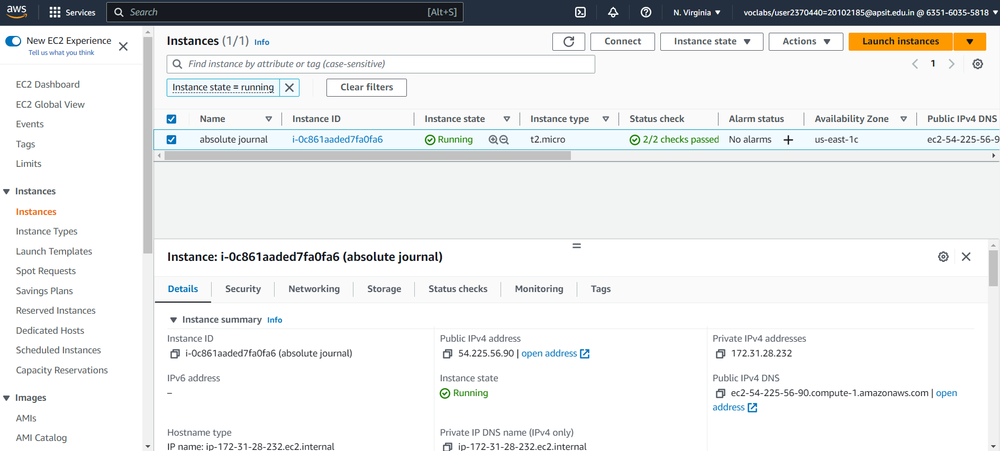 aws
Services
Search
[Alt+S]
N. Virginia
voclabs/user2370440=20102185@apsit.edu.in @ 6351-6035-5818
New EC2 Experience
Tell us what you think
EC2 Dashboard
EC2 Global View
Events
Tags
Limits
Instances
Instances
Instance Types
Launch Templates
Spot Requests
Savings Plans
Reserved Instances
Dedicated Hosts
Scheduled Instances
Capacity Reservations
Images
AMIs
AMI Catalog
Instances (1/1) Info
Connect
Instance state
Actions
Launch instances
Find instance by attribute or tag (case-sensitive)
1
Instance state = running
Clear filters
Name Instance ID Instance state Instance type Status check Alarm status Availability Zone Public IPv4 DNS
absolute journal i-0c861aaded7fa0fa6 Running t2.micro 2/2 checks passed No alarms + us-east-1c ec2-54-225-56-9
Instance: i-0c861aaded7fa0fa6 (absolute journal)
Details Security Networking Storage Status checks Monitoring Tags
Instance summary Info
Instance ID
i-0c861aaded7fa0fa6 (absolute journal)
Public IPv4 address
54.225.56.90 | open address
Private IPv4 addresses
172.31.28.232
IPv6 address
–
Instance state
Running
Public IPv4 DNS
ec2-54-225-56-90.compute-1.amazonaws.com | open
address
Hostname type
IP name: ip-172-31-28-232.ec2.internal
Private IP DNS name (IPv4 only)
ip-172-31-28-232.ec2.internal